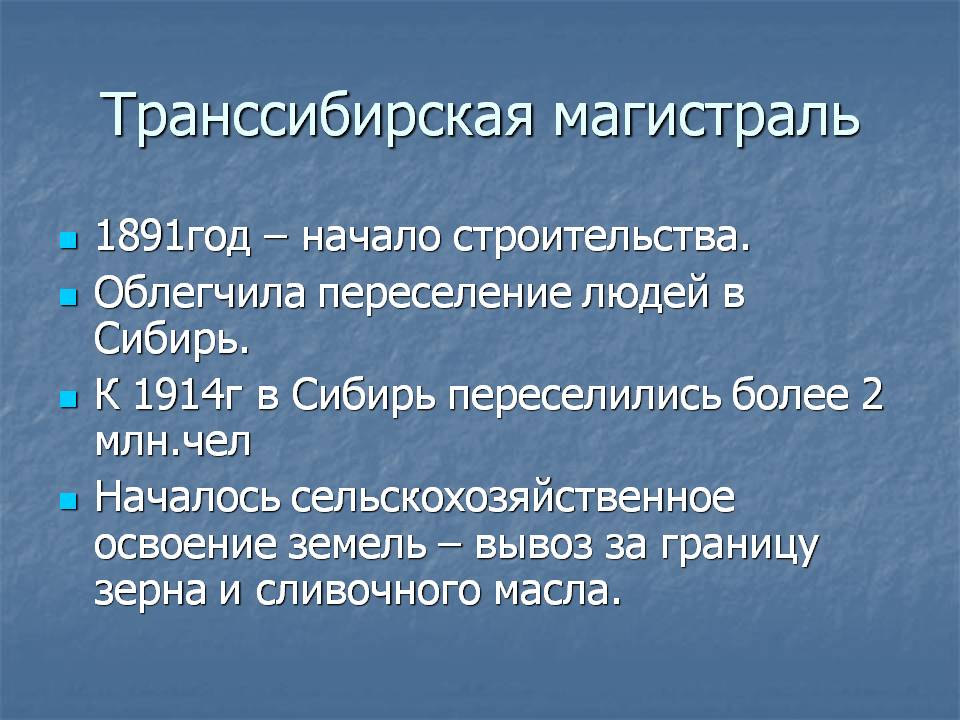 Транссибирская магистраль
1891год – начало строительства.
Облегчила переселение людей в
Сибирь.
К 1914г в Сибирь переселились более 2
млн.чел
Началось сельскохозяйственное
освоение земель – вывоз за границу
зерна и сливочного масла.